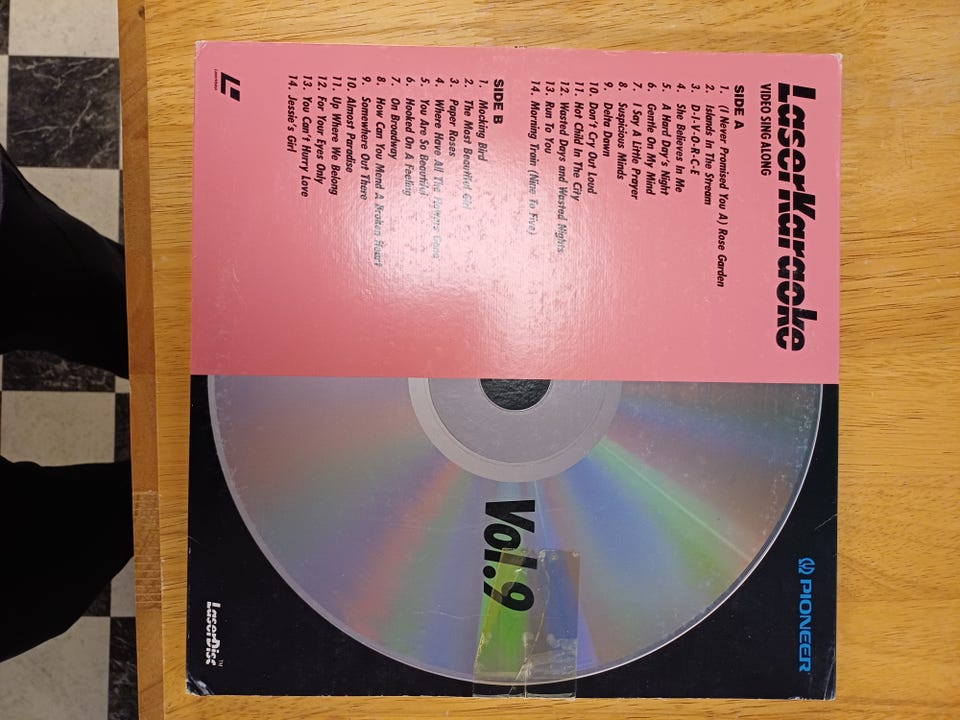 LaserKaraoke
VIDEO SING ALONG
SIDE A
1. (I Never Promised You A) Rose Garden
2. Islands In The Stream
3. D-I-V-O-R-C-E
4. She Believes In Me
5. A Hard Day's Night
6. Gentle On My Mind
7. I Say A Little Prayer
8. Suspicious Minds
9. Delta Dawn
10. Don't Cry Out Loud
11. Hot Child In The City
12. Wasted Days and Wasted Nights
13. Run To You
14. Morning Train (Nine To Five)
SIDE B
1. Mocking Bird
2. The Most Beautiful Girl
3. Paper Roses
4. Where Have All The Flowers Gone
5. You Are So Beautiful
6. Hooked On A Feeling
7. On Broadway
8. How Can You Mend A Broken Heart
9. Somewhere Out There
10. Almost Paradise
11. Up Where We Belong
12. For Your Eyes Only
13. You Can't Hurry Love
14. Jessie's Girl
PIONEER
Vol.9
LaserDisc™